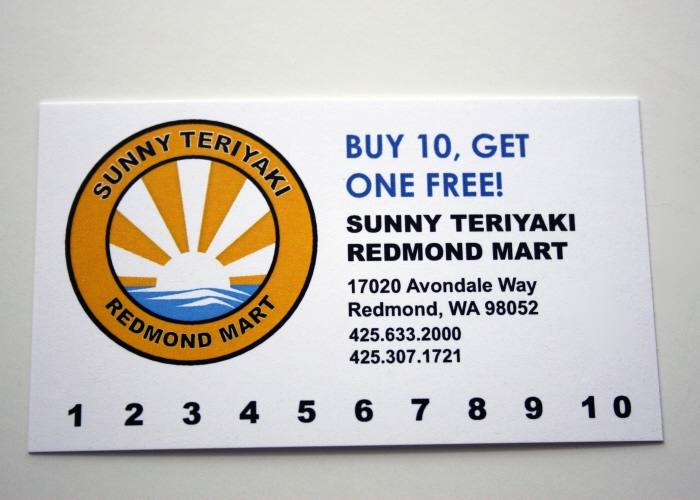 SUNNY TERIYAKI
REDMOND MART
BUY 10, GET
ONE FREE!
SUNNY TERIYAKI
REDMOND MART
17020 Avondale Way
Redmond, WA 98052
425.633.2000
425.307.1721
1 2 3 4 5 6 7 8 9 10